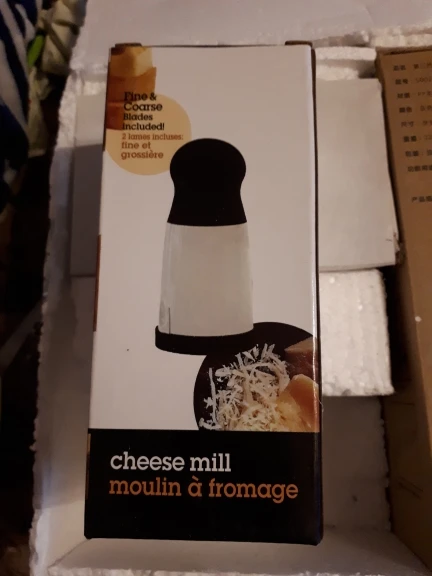 Fine &
Coarse
Blades
included!
2 lames incluses:
fine et
grossière
cheese mill
moulin à fromage